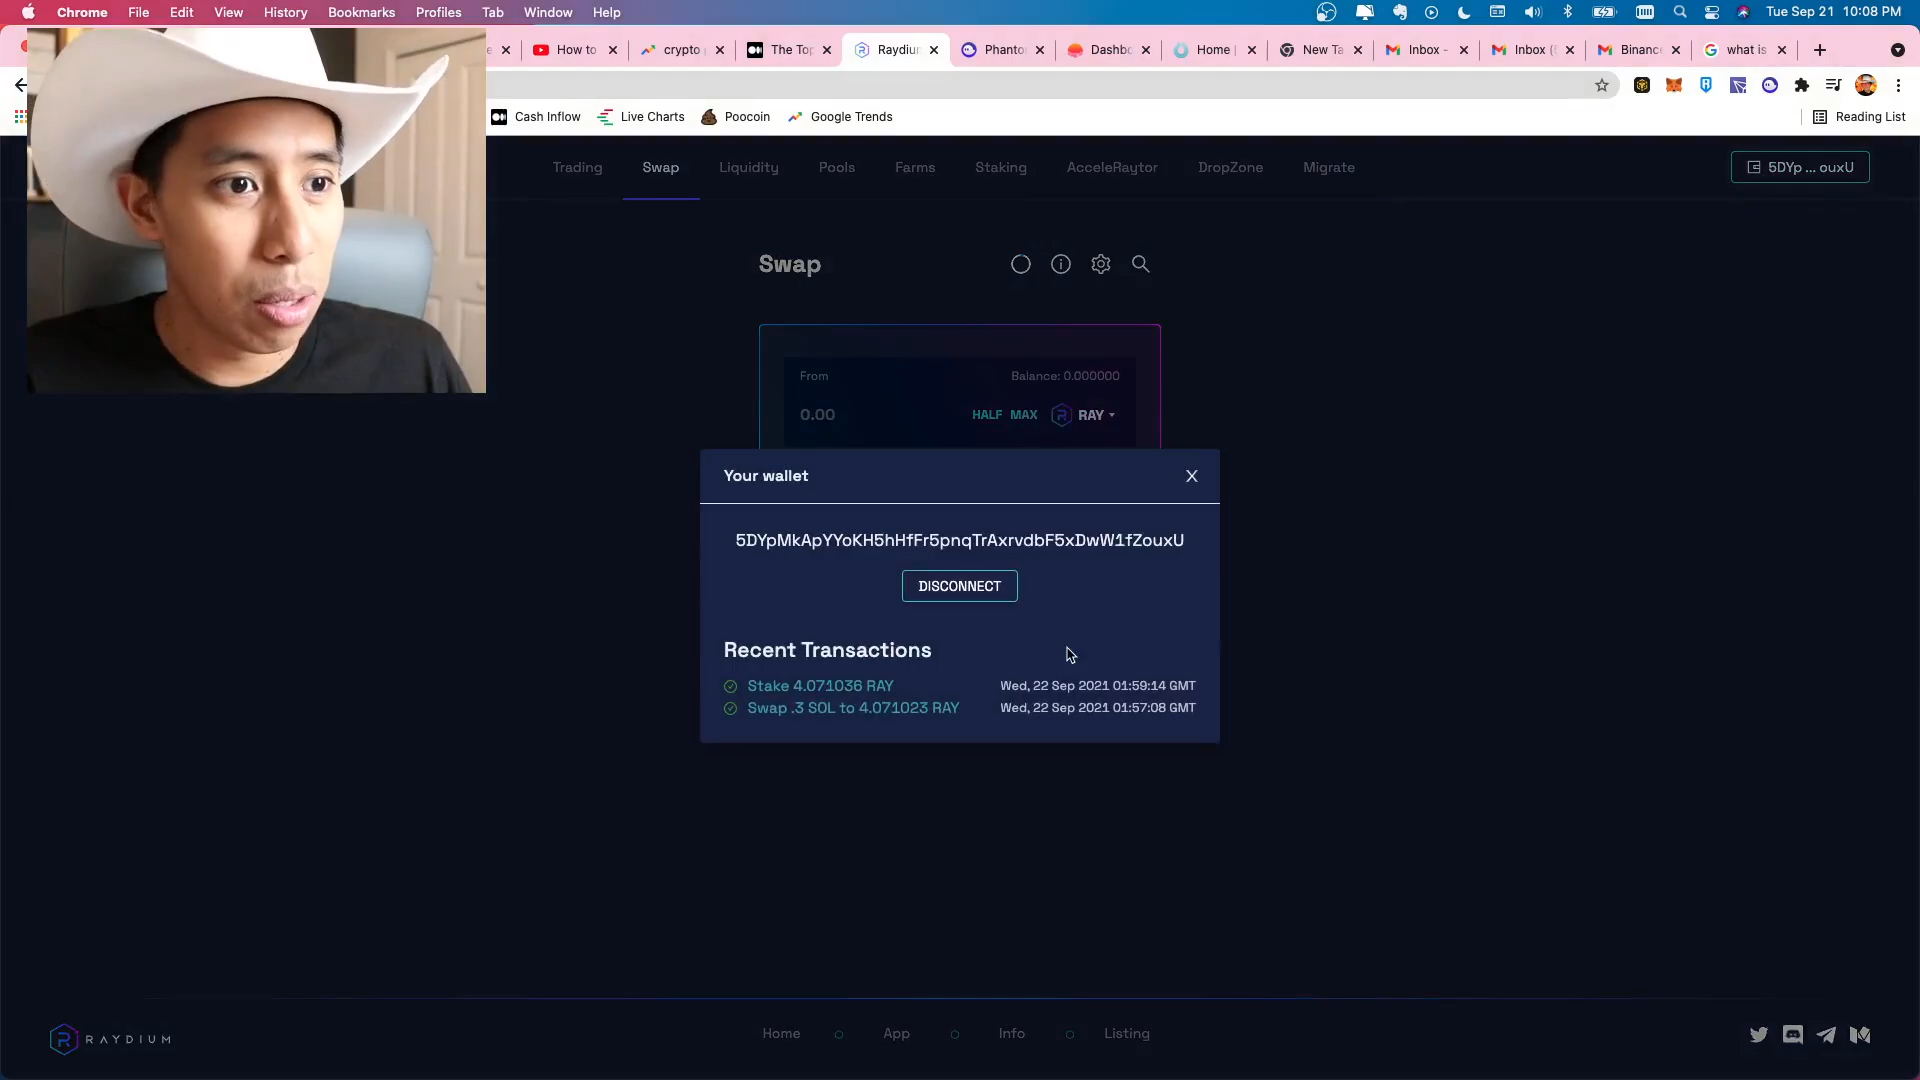 Chrome File Edit View History Bookmarks Profiles Tab Window Help Tue Sep 21 10:08 PM
How to crypto The Top Raydiu Phanto Dashbo Home New Ta Inbox - Inbox ( Binanc what is
Cash Inflow Live Charts Poocoin Google Trends Reading List
Trading Swap Liquidity Pools Farms Staking AcceleRaytor DropZone Migrate 5DYp ... ouxU
Swap
From Balance: 0.000000
0.00 HALF MAX RAY
Your wallet X
5DYpMkApYYoKH5hHfFr5pnqTrAxrvdbF5xDwW1fZouxU
DISCONNECT
Recent Transactions
Stake 4.071036 RAY Wed, 22 Sep 2021 01:59:14 GMT
Swap .3 SOL to 4.071023 RAY Wed, 22 Sep 2021 01:57:08 GMT
RAYDIUM Home App Info Listing